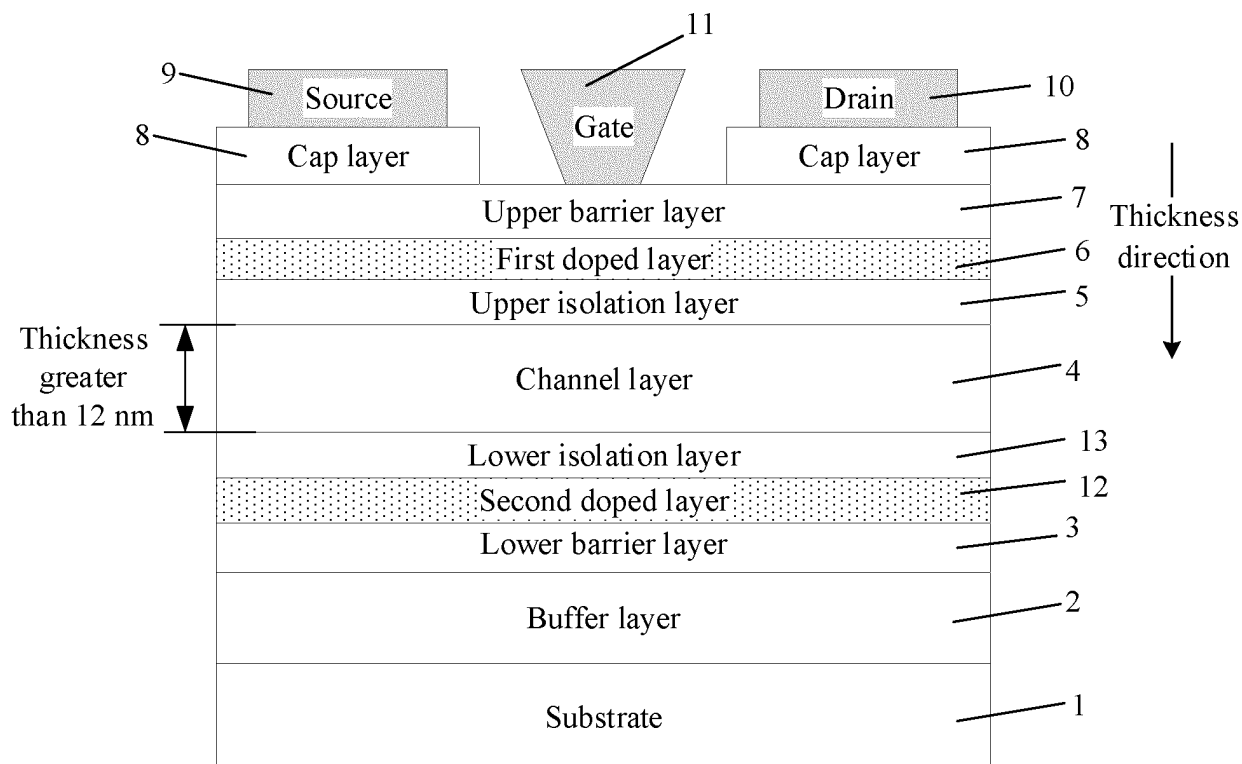 11
9
Source
Gate
Drain
10
8
Cap layer
Cap layer
8
Upper barrier layer
7
Thickness
direction
First doped layer
6
Upper isolation layer
5
Thickness
greater
than 12 nm
Channel layer
4
Lower isolation layer
13
Second doped layer
12
Lower barrier layer
3
Buffer layer
2
Substrate
1